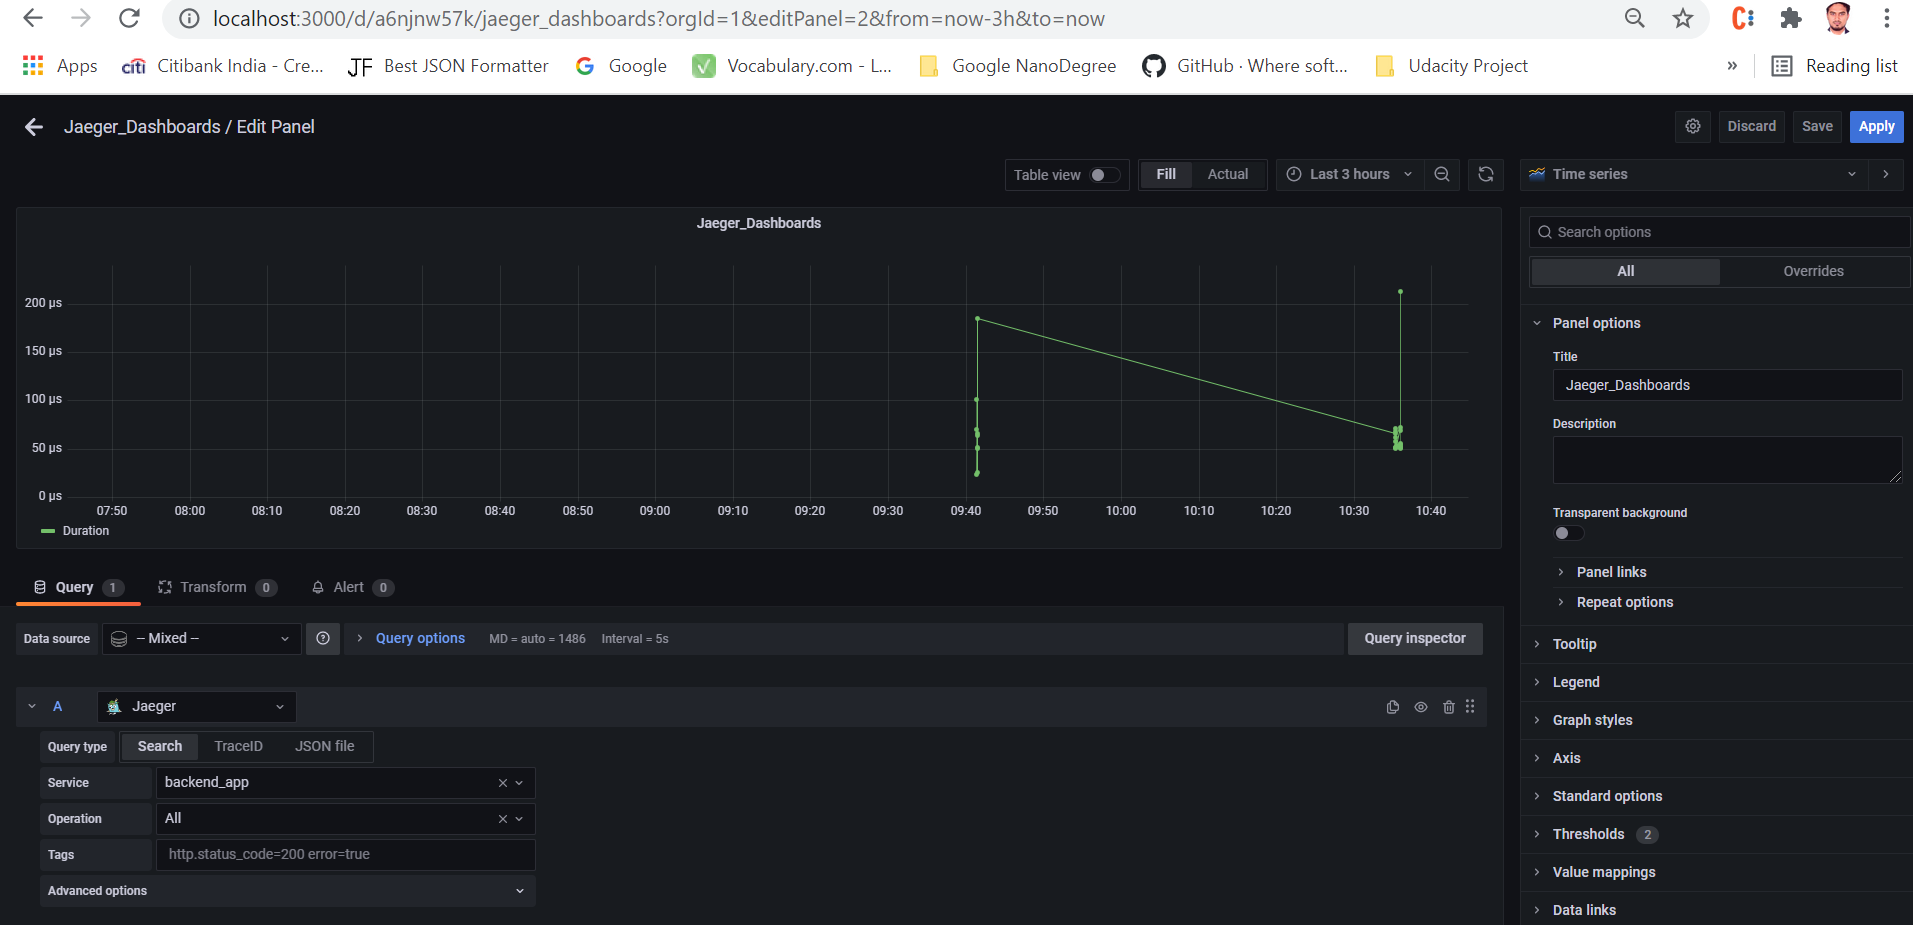 localhost:3000/d/a6njnw57k/jaeger_dashboards?orgId=1&editPanel=2&from=now-3h&to=now
Apps citi Citibank India - Cre... JF Best JSON Formatter G Google Vocabulary.com - L... Google NanoDegree GitHub · Where soft... Udacity Project » Reading list
Jaeger_Dashboards / Edit Panel Discard Save Apply
Table view Fill Actual Last 3 hours Time series
Jaeger_Dashboards
Search options
All Overrides
200 µs
150 µs
100 µs
50 µs
0 µs
07:50 08:00 08:10 08:20 08:30 08:40 08:50 09:00 09:10 09:20 09:30 09:40 09:50 10:00 10:10 10:20 10:30 10:40
Duration
Panel options
Title
Jaeger_Dashboards
Description
Transparent background
Panel links
Repeat options
Tooltip
Legend
Graph styles
Axis
Standard options
Thresholds 2
Value mappings
Data links
Query 1 Transform 0 Alert 0
Data source -- Mixed -- Query options MD = auto = 1486 Interval = 5s Query inspector
A Jaeger
Query type Search TraceID JSON file
Service backend_app
Operation All
Tags http.status_code=200 error=true
Advanced options